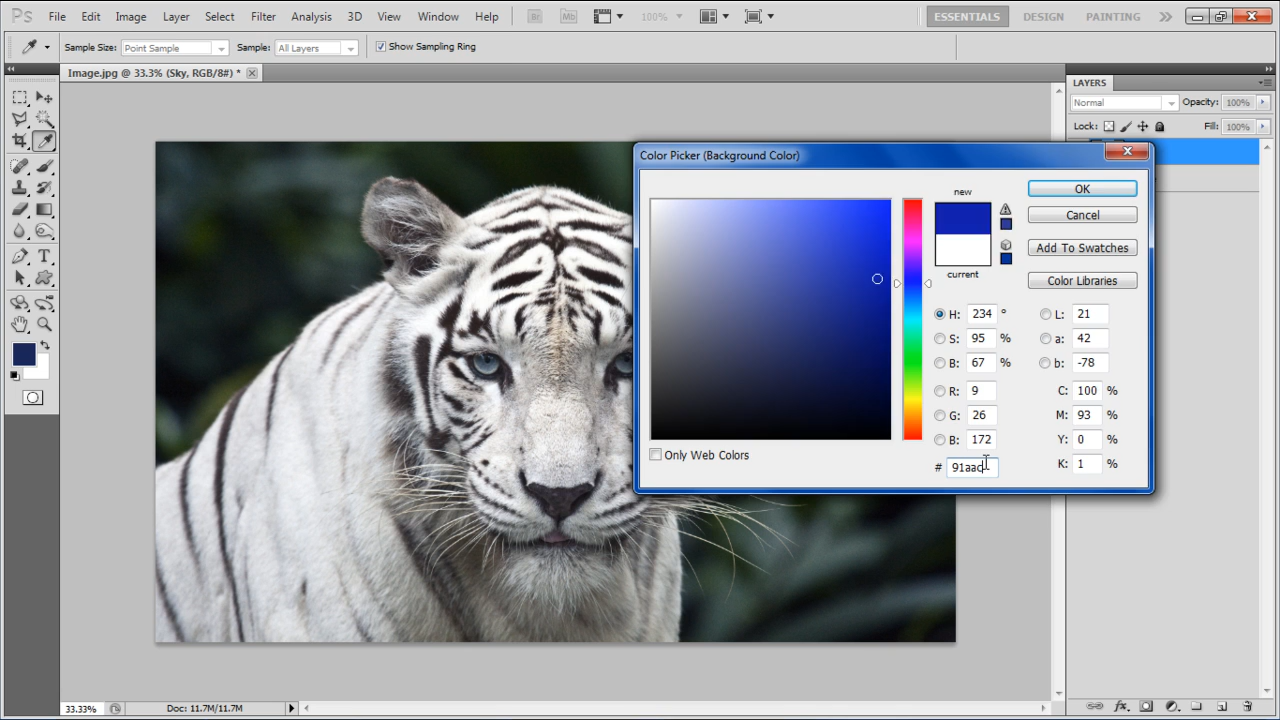 Ps File Edit Image Layer Select Filter Analysis 3D View Window Help Br Mb 100% ESSENTIALS DESIGN PAINTING
Sample Size: Point Sample Sample: All Layers Show Sampling Ring
Image.jpg @ 33.3% (Sky, RGB/8#) *
LAYERS
Normal Opacity: 100%
Lock: Fill: 100%
Color Picker (Background Color)
new
current
OK
Cancel
Add To Swatches
Color Libraries
H: 234 ° L: 21
S: 95 % a: 42
B: 67 % b: -78
R: 9 C: 100 %
G: 26 M: 93 %
B: 172 Y: 0 %
# 91aac K: 1 %
Only Web Colors
33.33% Doc: 11.7M/11.7M
fx
T